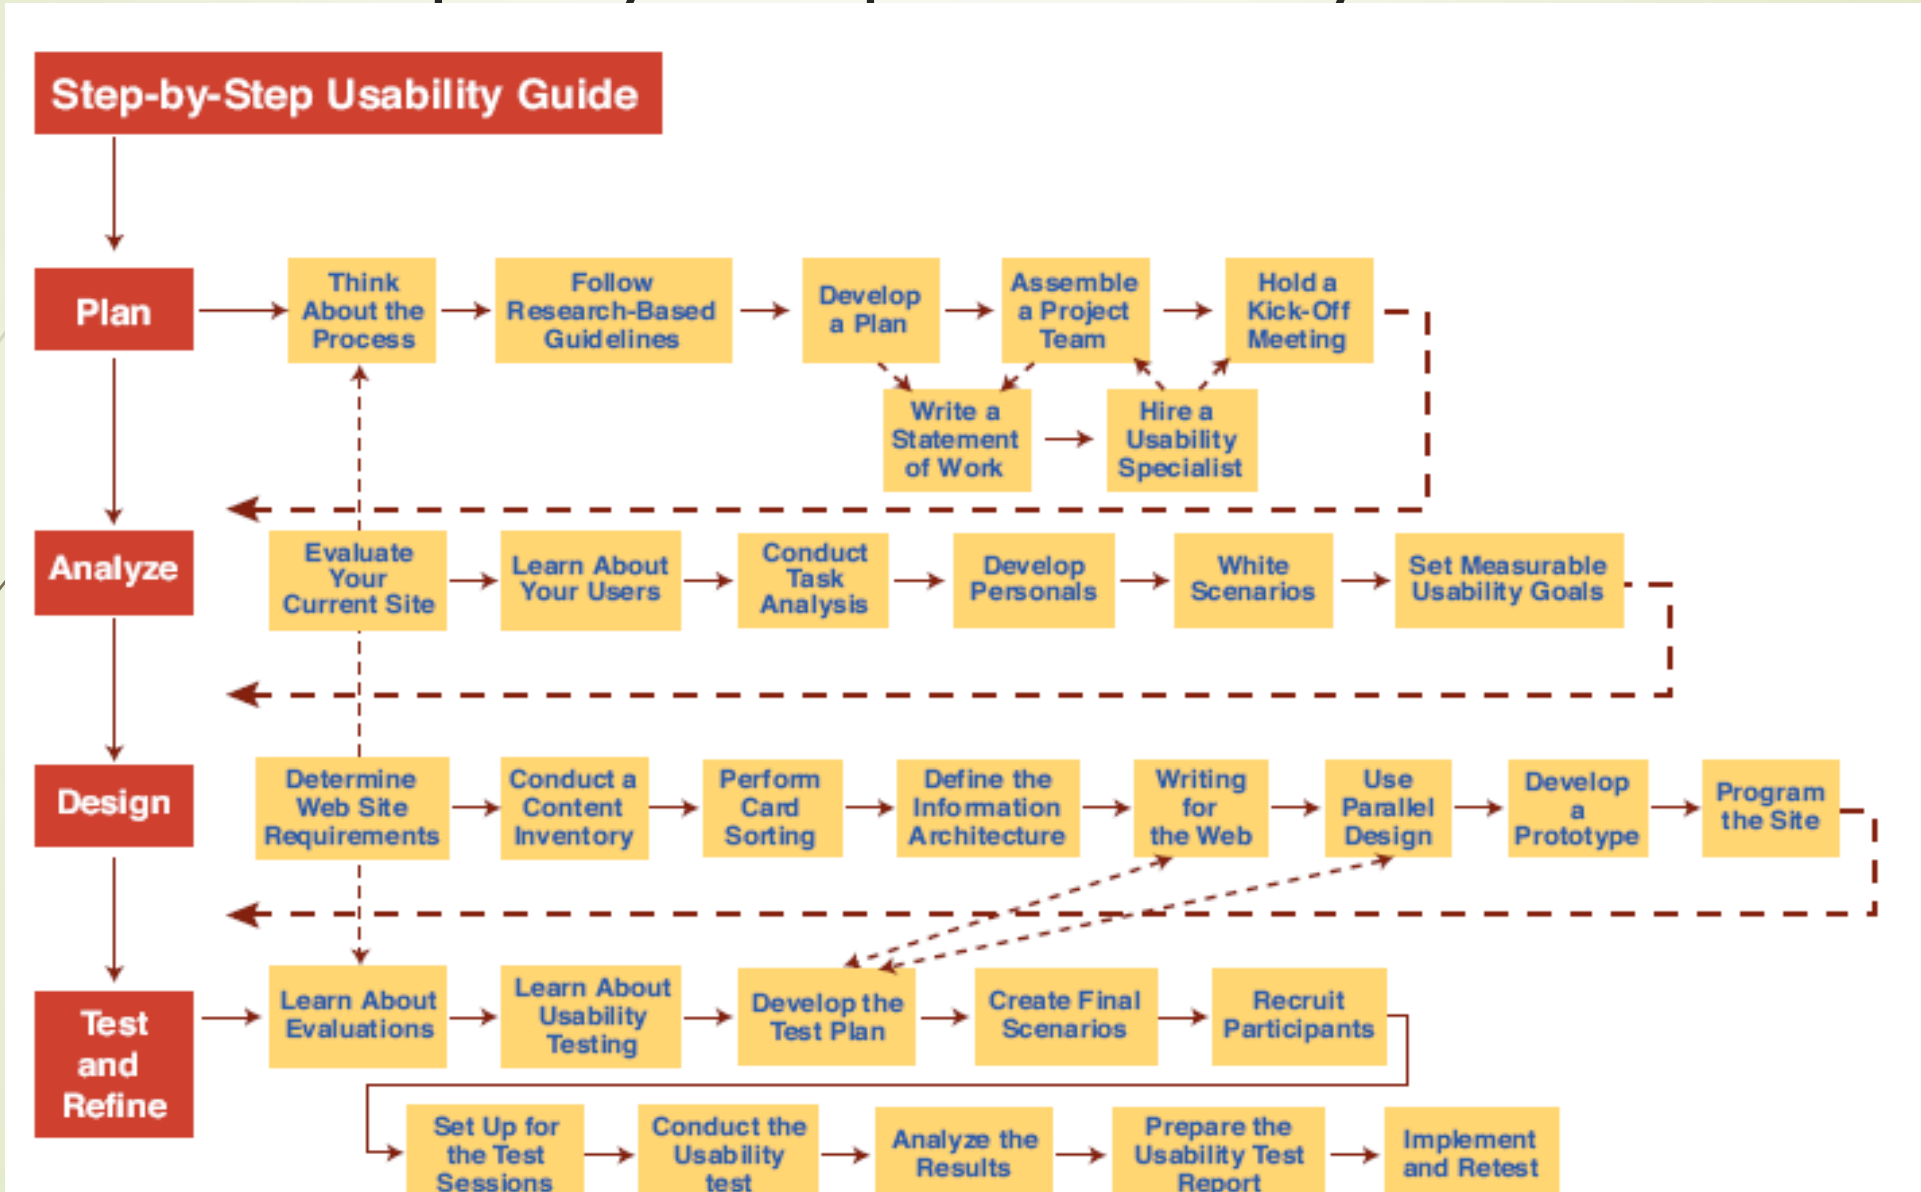 Step-by-Step Usability Guide
Plan
Think
About the
Process
Follow
Research-Based
Guidelines
Develop
a Plan
Assemble
a Project
Team
Hold a
Kick-Off
Meeting
Write a
Statement
of Work
Hire a
Usability
Specialist
Analyze
Evaluate
Your
Current Site
Learn About
Your Users
Conduct
Task
Analysis
Develop
Personals
White
Scenarios
Set Measurable
Usability Goals
Design
Determine
Web Site
Requirements
Conduct a
Content
Inventory
Perform
Card
Sorting
Define the
Information
Architecture
Writing
for
the Web
Use
Parallel
Design
Develop
a
Prototype
Program
the Site
Test
and
Refine
Learn About
Evaluations
Learn About
Usability
Testing
Develop the
Test Plan
Create Final
Scenarios
Recruit
Participants
Set Up for
the Test
Sessions
Conduct the
Usability
test
Analyze the
Results
Prepare the
Usability Test
Report
Implement
and Retest